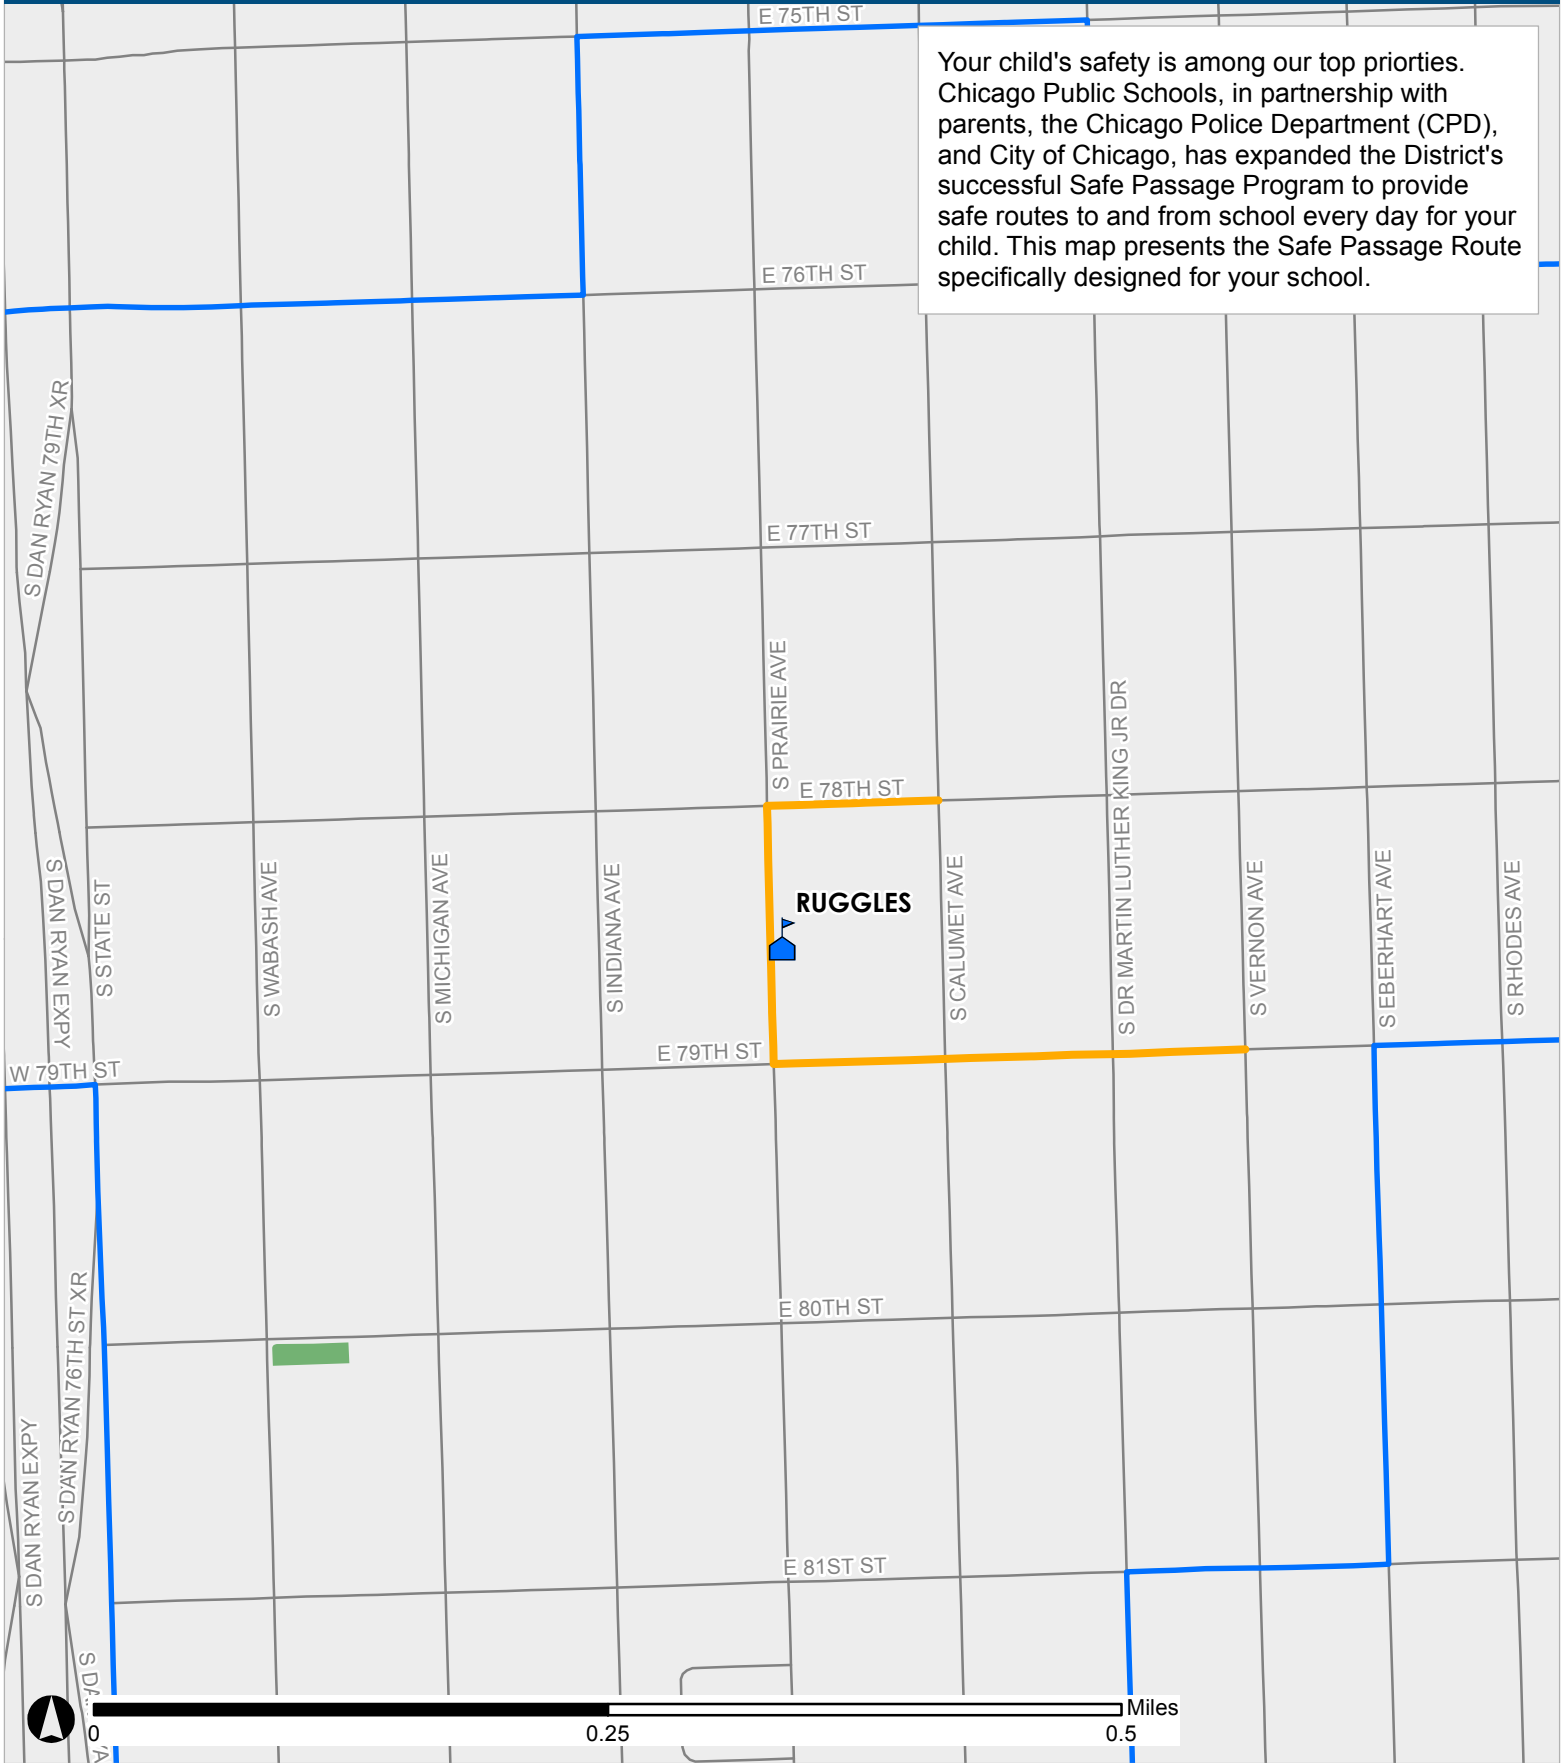 E 75TH ST
Your child's safety is among our top priorties.
Chicago Public Schools, in partnership with
parents, the Chicago Police Department (CPD),
and City of Chicago, has expanded the District's
successful Safe Passage Program to provide
safe routes to and from school every day for your
child. This map presents the Safe Passage Route
specifically designed for your school.
E 76TH ST
S DAN RYAN 79TH XR
E 77TH ST
S PRAIRIE AVE
E 78TH ST
S DR MARTIN LUTHER KING JR DR
RUGGLES
S DAN RYAN EXPY
S STATE ST
S WABASH AVE
S MICHIGAN AVE
S INDIANA AVE
S CALUMET AVE
S VERNON AVE
S EBERHART AVE
S RHODES AVE
E 79TH ST
W 79TH ST
S DAN RYAN 76TH ST XR
E 80TH ST
S DAN RYAN EXPY
E 81ST ST
Miles
0
0.25
0.5